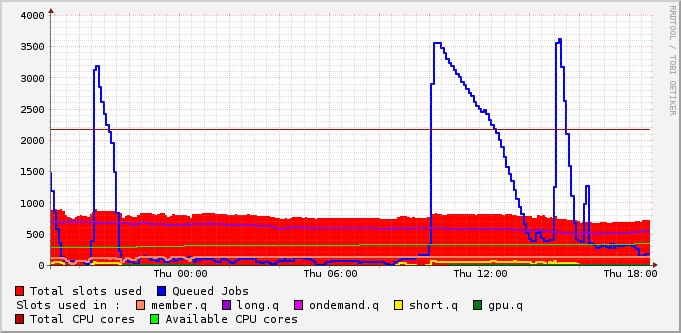 4000
3500
3000
2500
2000
1500
1000
500
0
Thu 00:00 Thu 06:00 Thu 12:00 Thu 18:00
RRDTOOL / TOBI OETIKER
Total slots used Queued Jobs
Slots used in : member.q long.q ondemand.q short.q gpu.q
Total CPU cores Available CPU cores